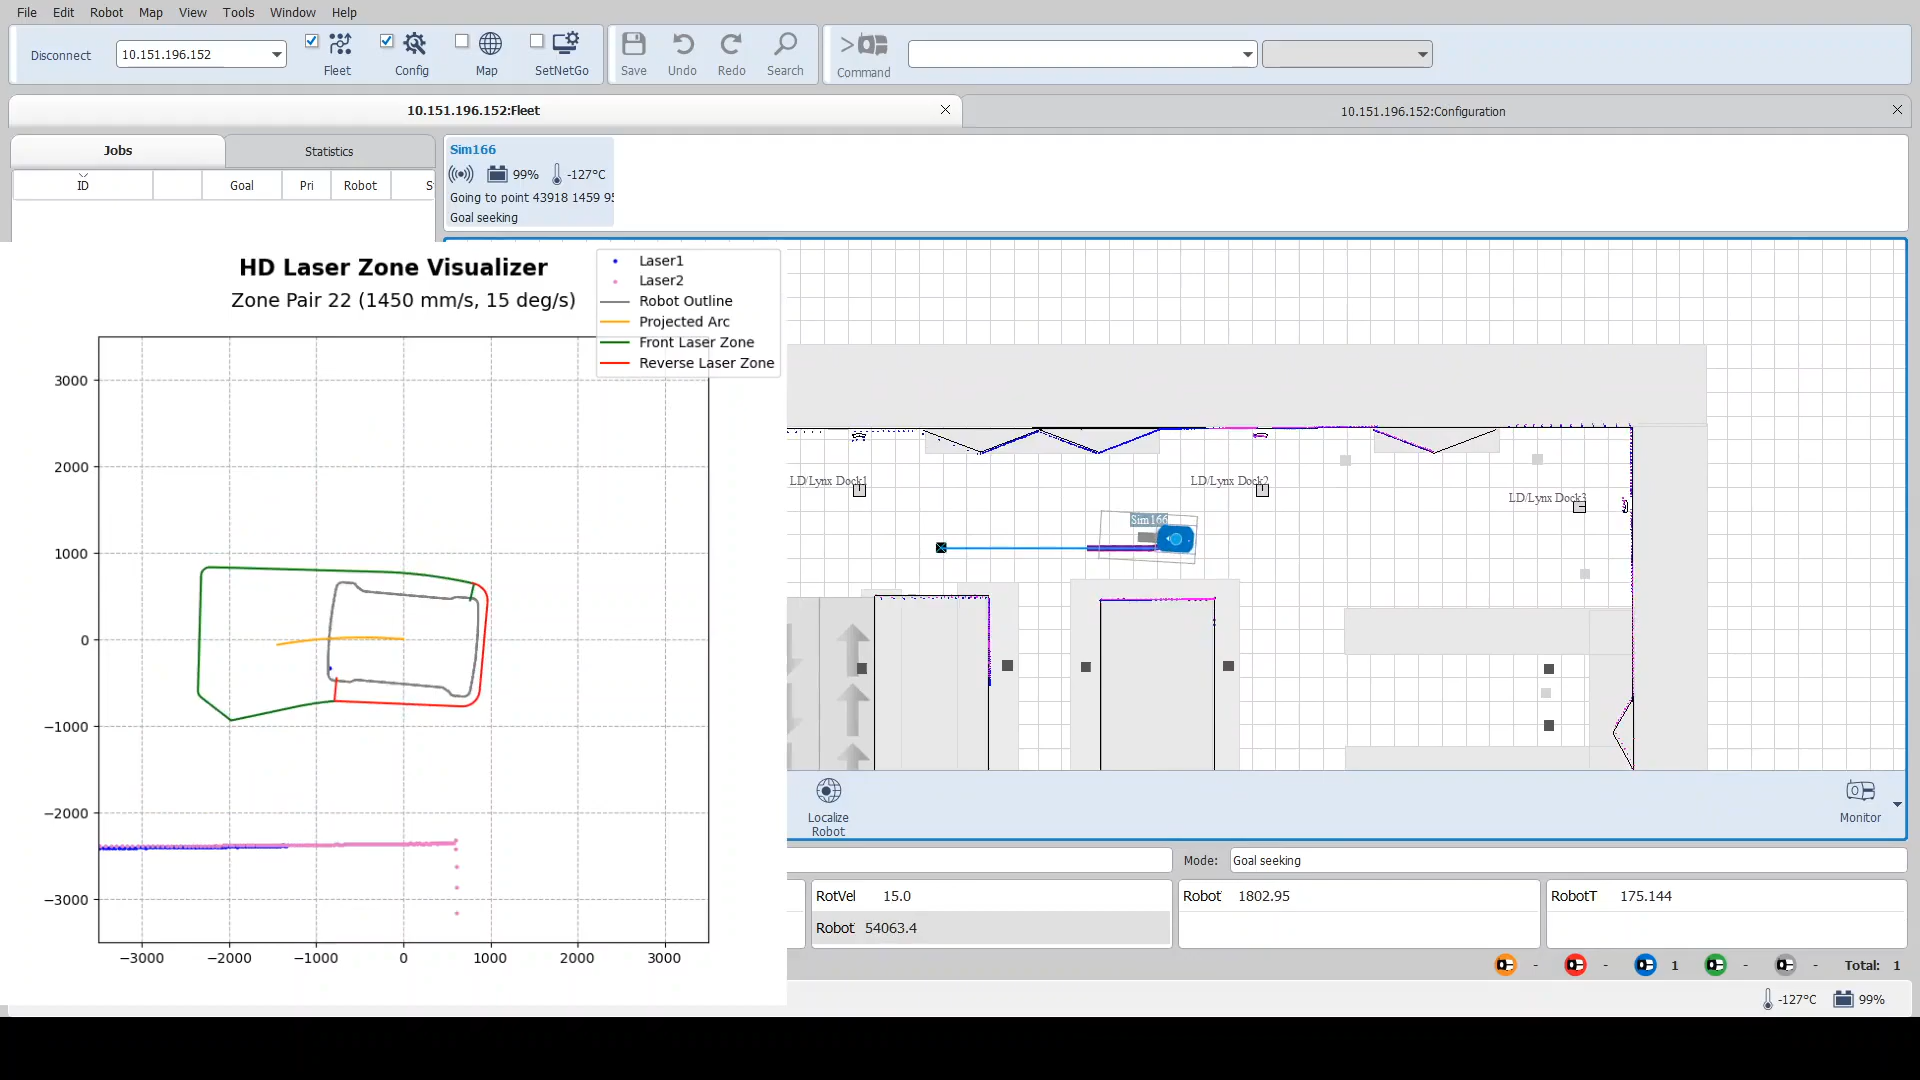 File Edit Robot Map View Tools Window Help
Disconnect 10.151.196.152 Fleet Config Map SetNetGo Save Undo Redo Search Command
10.151.196.152:Fleet
10.151.196.152:Configuration
Jobs Statistics
ID Goal Pri Robot S
Sim166
99% -127°C
Going to point 43918 1459 95
Goal seeking
HD Laser Zone Visualizer
Zone Pair 22 (1450 mm/s, 15 deg/s)
Laser1
Laser2
Robot Outline
Projected Arc
Front Laser Zone
Reverse Laser Zone
3000
2000
1000
0
−1000
−2000
−3000
−3000 −2000 −1000 0 1000 2000 3000
LD/Lynx Dock1
LD/Lynx Dock2
LD/Lynx Dock3
Sim166
Localize
Robot
Monitor
Mode: Goal seeking
RotVel 15.0
Robot 54063.4
Robot 1802.95
RobotT 175.144
- - 1 - - Total: 1
-127°C 99%